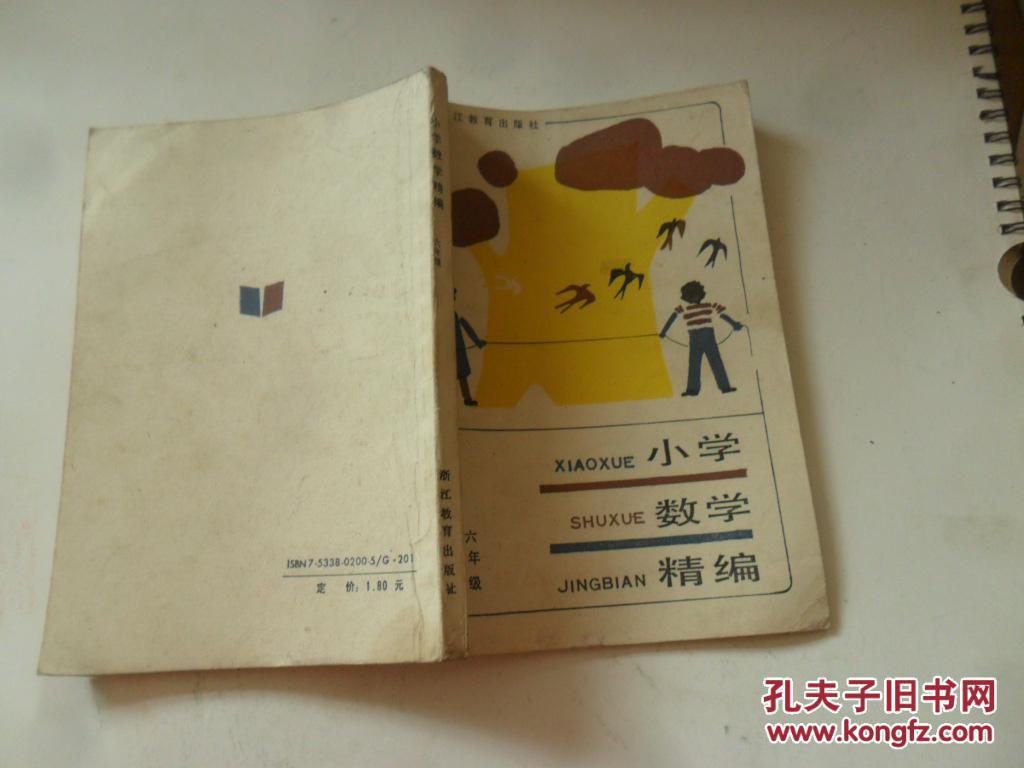 江教育出版社
XIAOXUE 小学
SHUXUE 数学
JINGBIAN 精编
六年级
小学数学精编
六年级
浙江教育出版社
ISBN7-5338-0200-5/G·201
定 价：1.80 元
孔夫子旧书网
www.kongfz.com